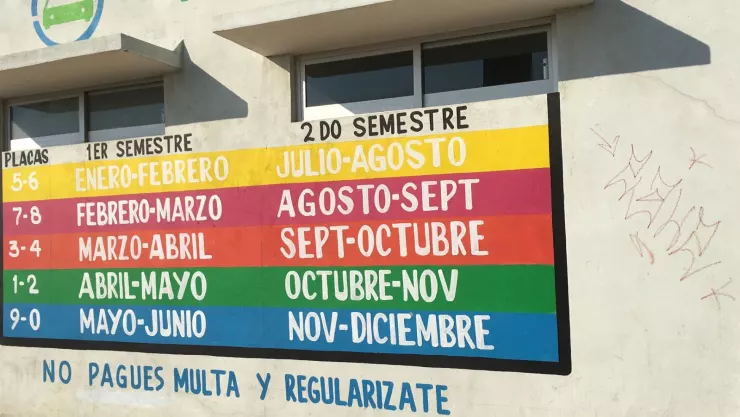 PLACAS 1ER SEMESTRE 2 DO SEMESTRE
5-6 ENERO-FEBRERO JULIO-AGOSTO
7-8 FEBRERO-MARZO AGOSTO-SEPT
3-4 MARZO-ABRIL SEPT-OCTUBRE
1-2 ABRIL-MAYO OCTUBRE-NOV
9-0 MAYO-JUNIO NOV-DICIEMBRE
NO PAGUES MULTA Y REGULARIZATE